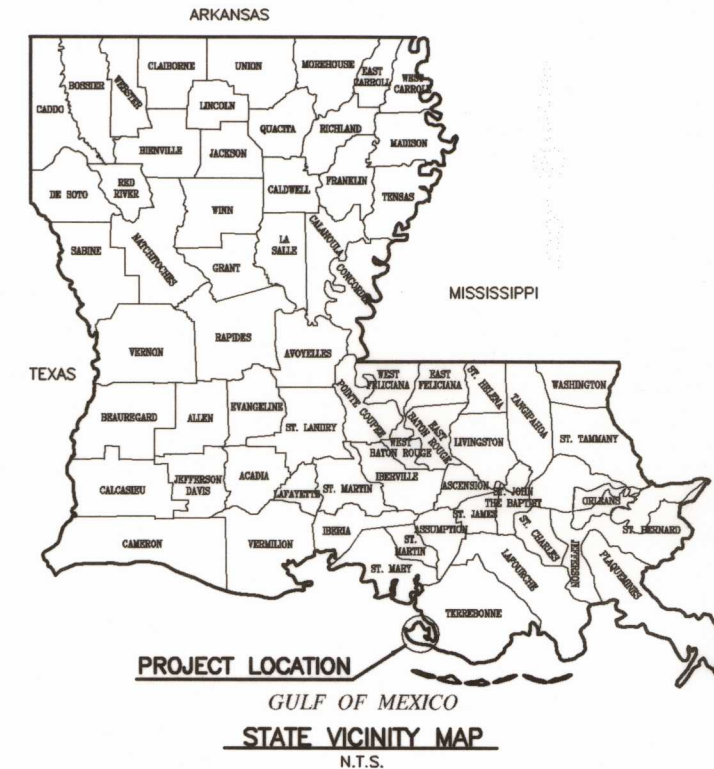 ARKANSAS
CLAIBORNE
UNION
MOREHOUSE
EAST
CARROLL
WEST
CARROLL
BOSSIER
WEBSTER
CADDO
LINCOLN
OUACITA
RICHLAND
MADISON
BIENVILLE
JACKSON
DE SOTO
RED
RIVER
CALDWELL
FRANKLIN
TENSAS
WINN
SABINE
NATCHITOCHES
LA
SALLE
CALAHOULA
CONCORDIA
GRANT
MISSISSIPPI
VERNON
RAPIDES
AVOYELLES
TEXAS
WEST
FELICIANA
EAST
FELICIANA
ST. HELENA
TANGIPAHOA
WASHINGTON
BEAUREGARD
ALLEN
EVANGELINE
ST. LANDRY
POINTE COUPEE
WEST
BATON ROUGE
EAST
BATON ROUGE
LIVINGSTON
ST. TAMMANY
CALCASIEU
JEFFERSON
DAVIS
ACADIA
LAFAYETTE
ST. MARTIN
IBERVILLE
ASCENSION
ST. JOHN
THE BAPTIST
ST. JAMES
ORLEANS
ST. BERNARD
CAMERON
VERMILION
IBERIA
ST.
MARTIN
ASSUMPTION
ST. CHARLES
JEFFERSON
PLAQUEMINES
ST. MARY
LAFOURCHE
TERREBONNE
PROJECT LOCATION
GULF OF MEXICO
STATE VICINITY MAP
N.T.S.